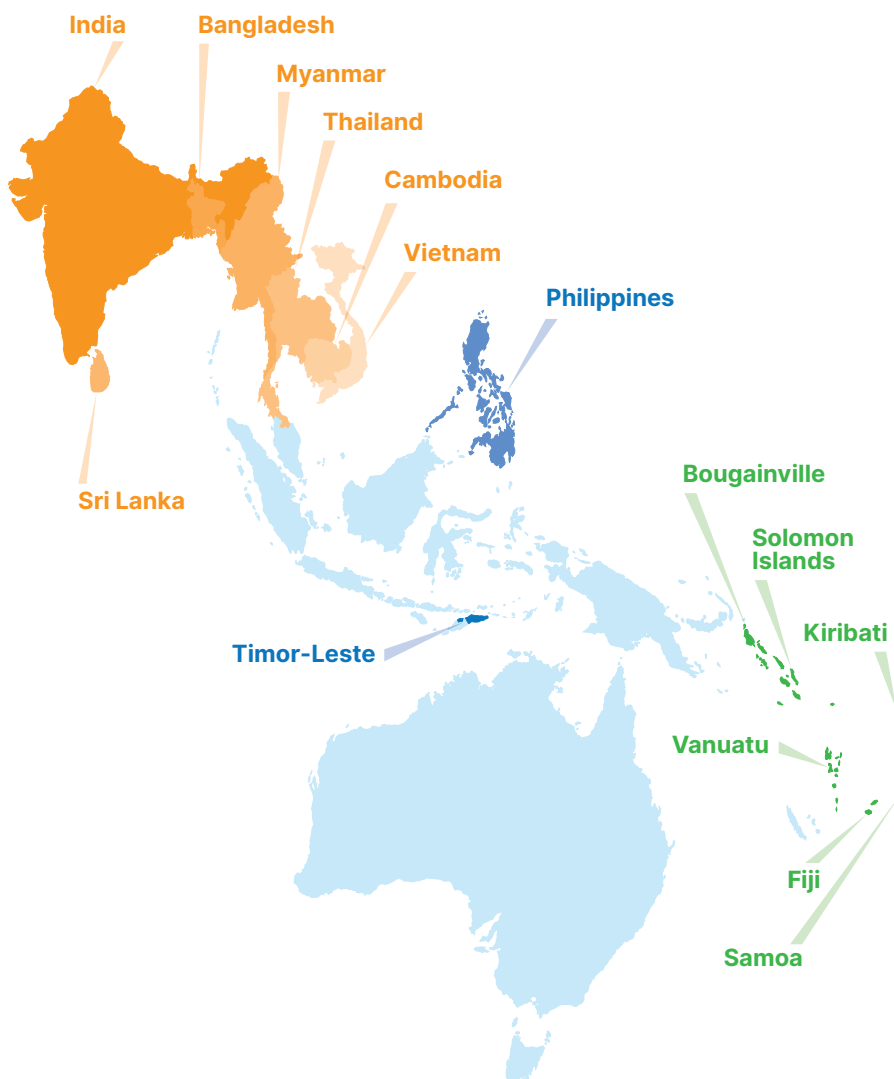 India
Bangladesh
Myanmar
Thailand
Cambodia
Vietnam
Philippines
Sri Lanka
Bougainville
Solomon
Islands
Kiribati
Timor-Leste
Vanuatu
Fiji
Samoa